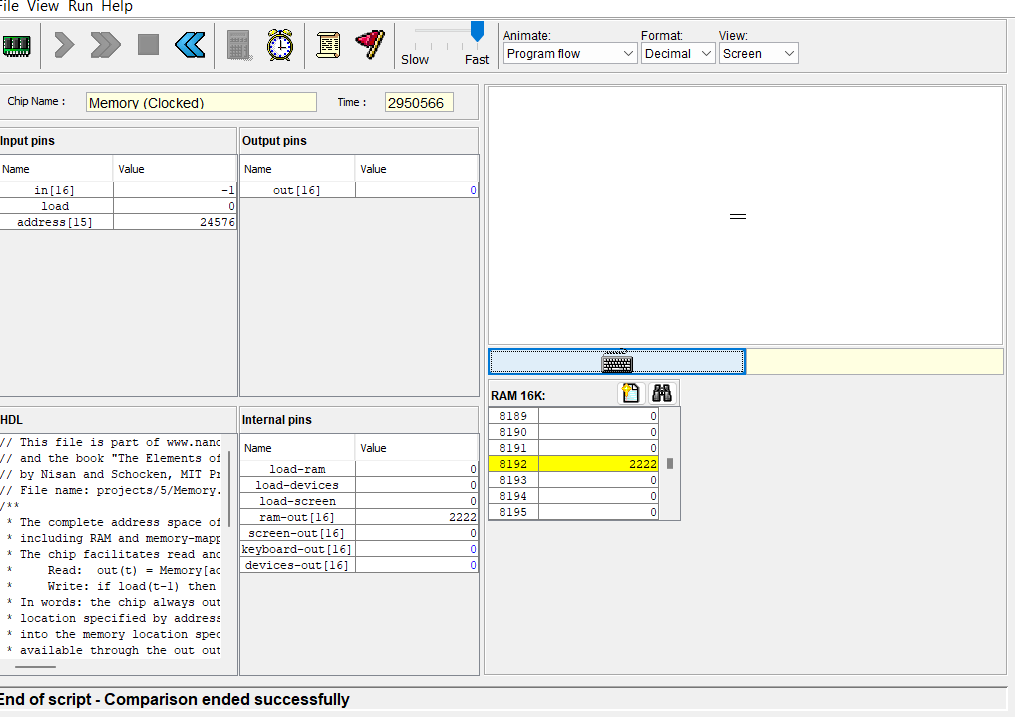 File View Run Help
Slow Fast
Animate: Format: View:
Program flow Decimal Screen
Chip Name : Memory (Clocked) Time : 2950566
Input pins
Name Value
in[16] -1
load 0
address[15] 24576
Output pins
Name Value
out[16] 0
HDL
// This file is part of www.nand
// and the book "The Elements of
// by Nisan and Schocken, MIT Pr
// File name: projects/5/Memory.
/**
* The complete address space of
* including RAM and memory-mapp
* The chip facilitates read and
* Read: out(t) = Memory[ad
* Write: if load(t-1) then
* In words: the chip always out
* location specified by address
* into the memory location spec
* available through the out out
Internal pins
Name Value
load-ram 0
load-devices 0
load-screen 0
ram-out[16] 2222
screen-out[16] 0
keyboard-out[16] 0
devices-out[16] 0
RAM 16K:
8189 0
8190 0
8191 0
8192 2222
8193 0
8194 0
8195 0
End of script - Comparison ended successfully